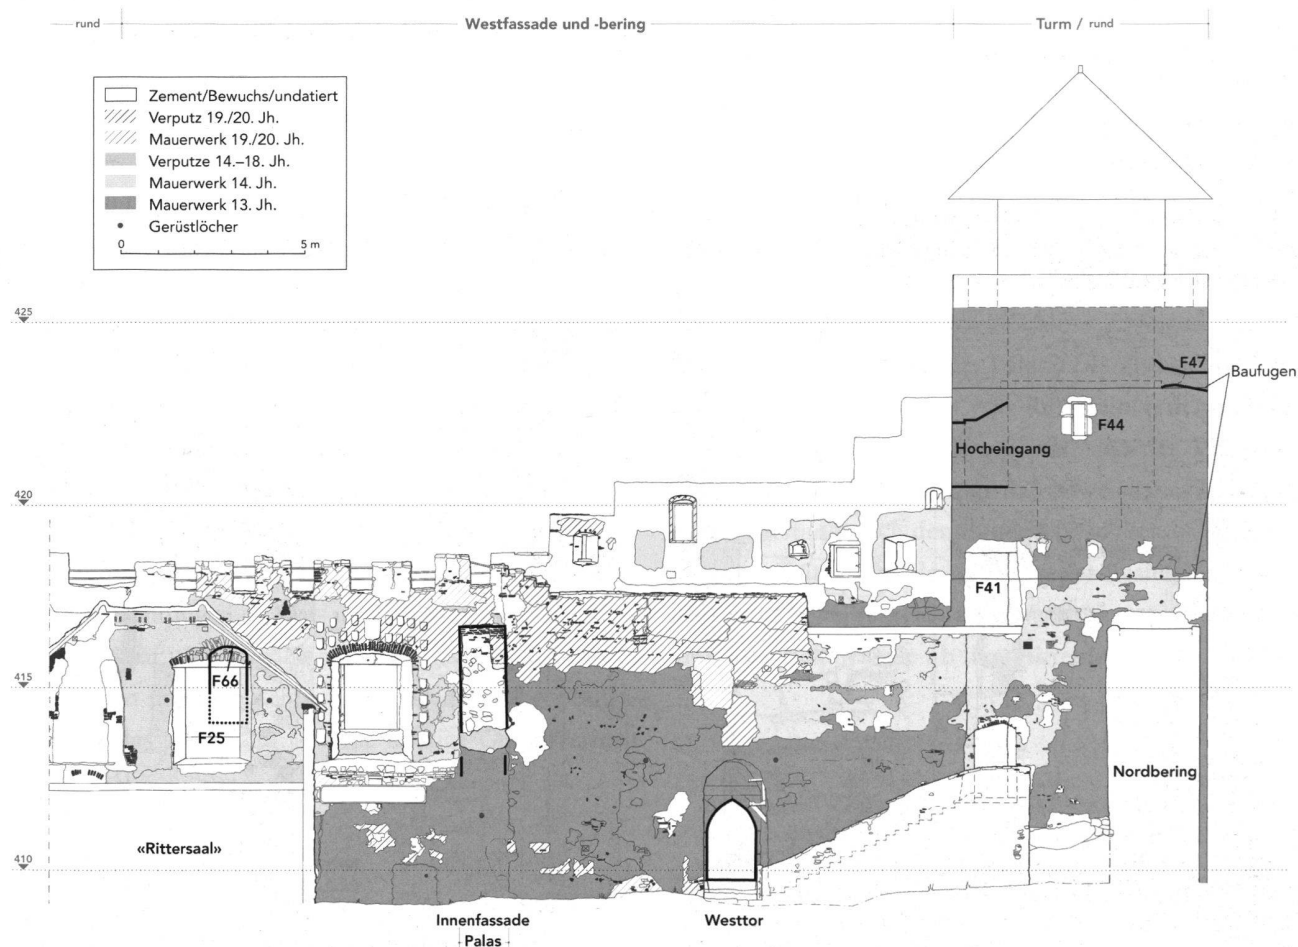 rund
Westfassade und -bering
Turm / rund
Zement/Bewuchs/undatiert
Verputz 19./20. Jh.
Mauerwerk 19./20. Jh.
Verputze 14.–18. Jh.
Mauerwerk 14. Jh.
Mauerwerk 13. Jh.
Gerüstlöcher
0 5 m
425
F47
Baufugen
F44
Hocheingang
420
F41
415
F66
F25
Nordbering
«Rittersaal»
410
Innenfassade
Palas
Westtor